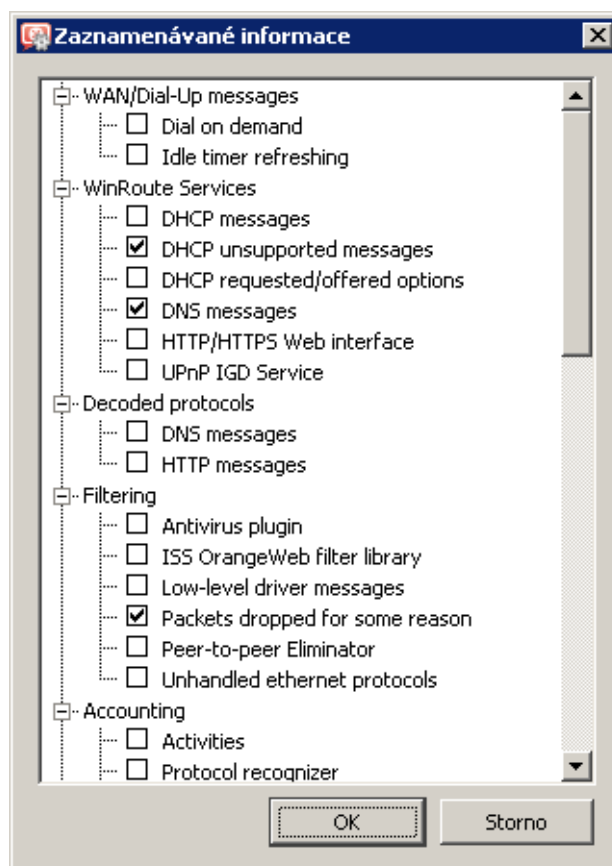 Zaznamenávané informace
WAN/Dial-Up messages
Dial on demand
Idle timer refreshing
WinRoute Services
DHCP messages
DHCP unsupported messages
DHCP requested/offered options
DNS messages
HTTP/HTTPS Web interface
UPnP IGD Service
Decoded protocols
DNS messages
HTTP messages
Filtering
Antivirus plugin
ISS OrangeWeb filter library
Low-level driver messages
Packets dropped for some reason
Peer-to-peer Eliminator
Unhandled ethernet protocols
Accounting
Activities
Protocol recognizer
OK
Storno